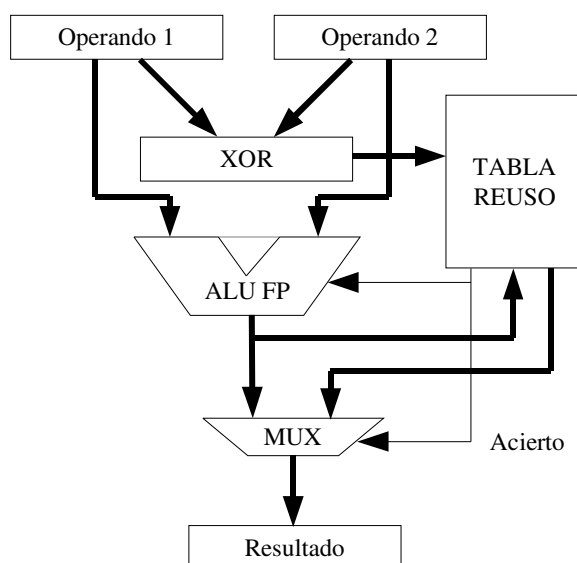 Operando 1
Operando 2
XOR
TABLA
REUSO
ALU FP
MUX
Acierto
Resultado